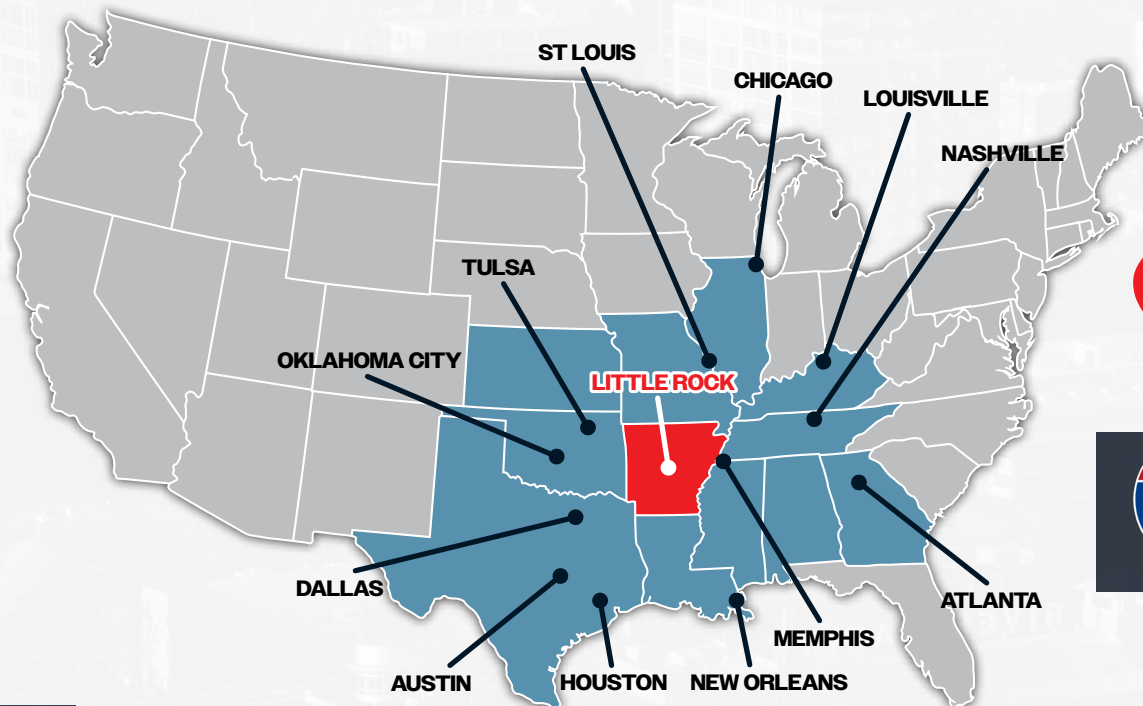 ST LOUIS
CHICAGO
LOUISVILLE
NASHVILLE
TULSA
OKLAHOMA CITY
LITTLE ROCK
DALLAS
ATLANTA
MEMPHIS
AUSTIN
HOUSTON
NEW ORLEANS